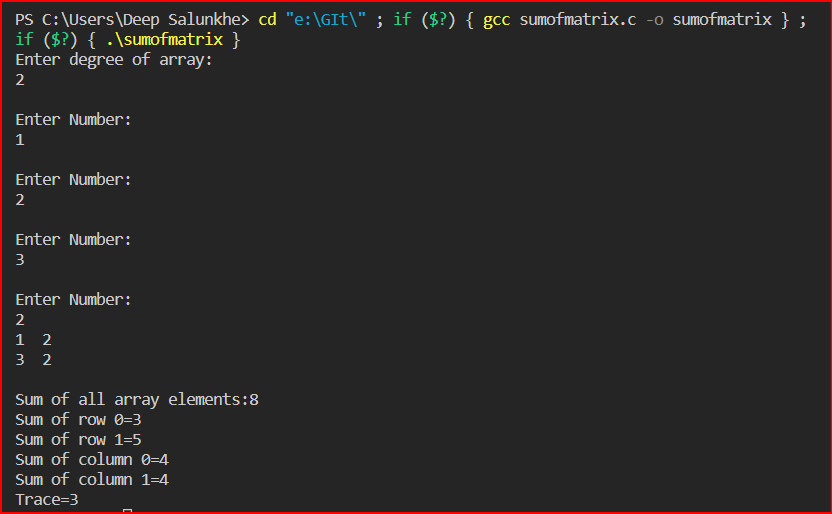 PS C:\Users\Deep Salunkhe> cd "e:\GIt\" ; if ($?) { gcc sumofmatrix.c -o sumofmatrix } ;
if ($?) { .\sumofmatrix }
Enter degree of array:
2
Enter Number:
1
Enter Number:
2
Enter Number:
3
Enter Number:
2
1  2
3  2
Sum of all array elements:8
Sum of row 0=3
Sum of row 1=5
Sum of column 0=4
Sum of column 1=4
Trace=3